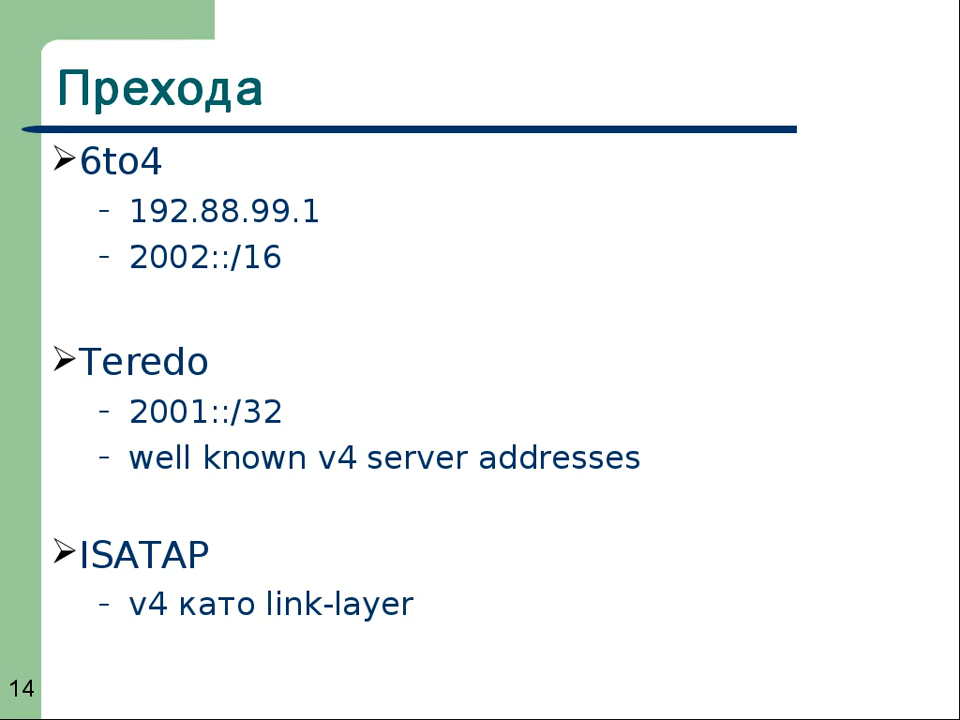 Прехода
6to4
– 192.88.99.1
– 2002::/16
Teredo
– 2001::/32
– well known v4 server addresses
ISATAP
– v4 като link-layer
14